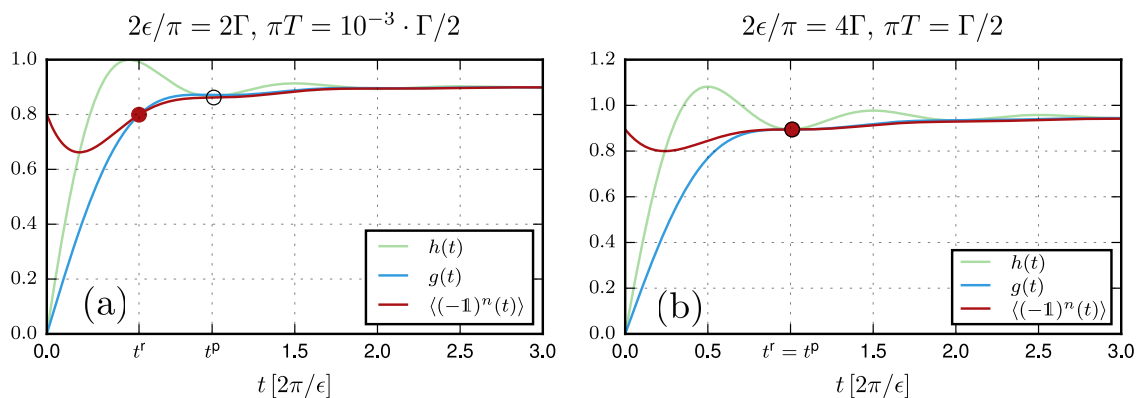 2ϵ/π = 2Γ, πT = 10⁻³ · Γ/2
1.0
0.8
0.6
0.4
0.2
0.0
(a)
h(t)
g(t)
⟨(−𝟙)ⁿ(t)⟩
0.0 tʳ tᵖ 1.5 2.0 2.5 3.0
t [2π/ϵ]
2ϵ/π = 4Γ, πT = Γ/2
1.2
1.0
0.8
0.6
0.4
0.2
0.0
(b)
h(t)
g(t)
⟨(−𝟙)ⁿ(t)⟩
0.0 0.5 tʳ = tᵖ 1.5 2.0 2.5 3.0
t [2π/ϵ]